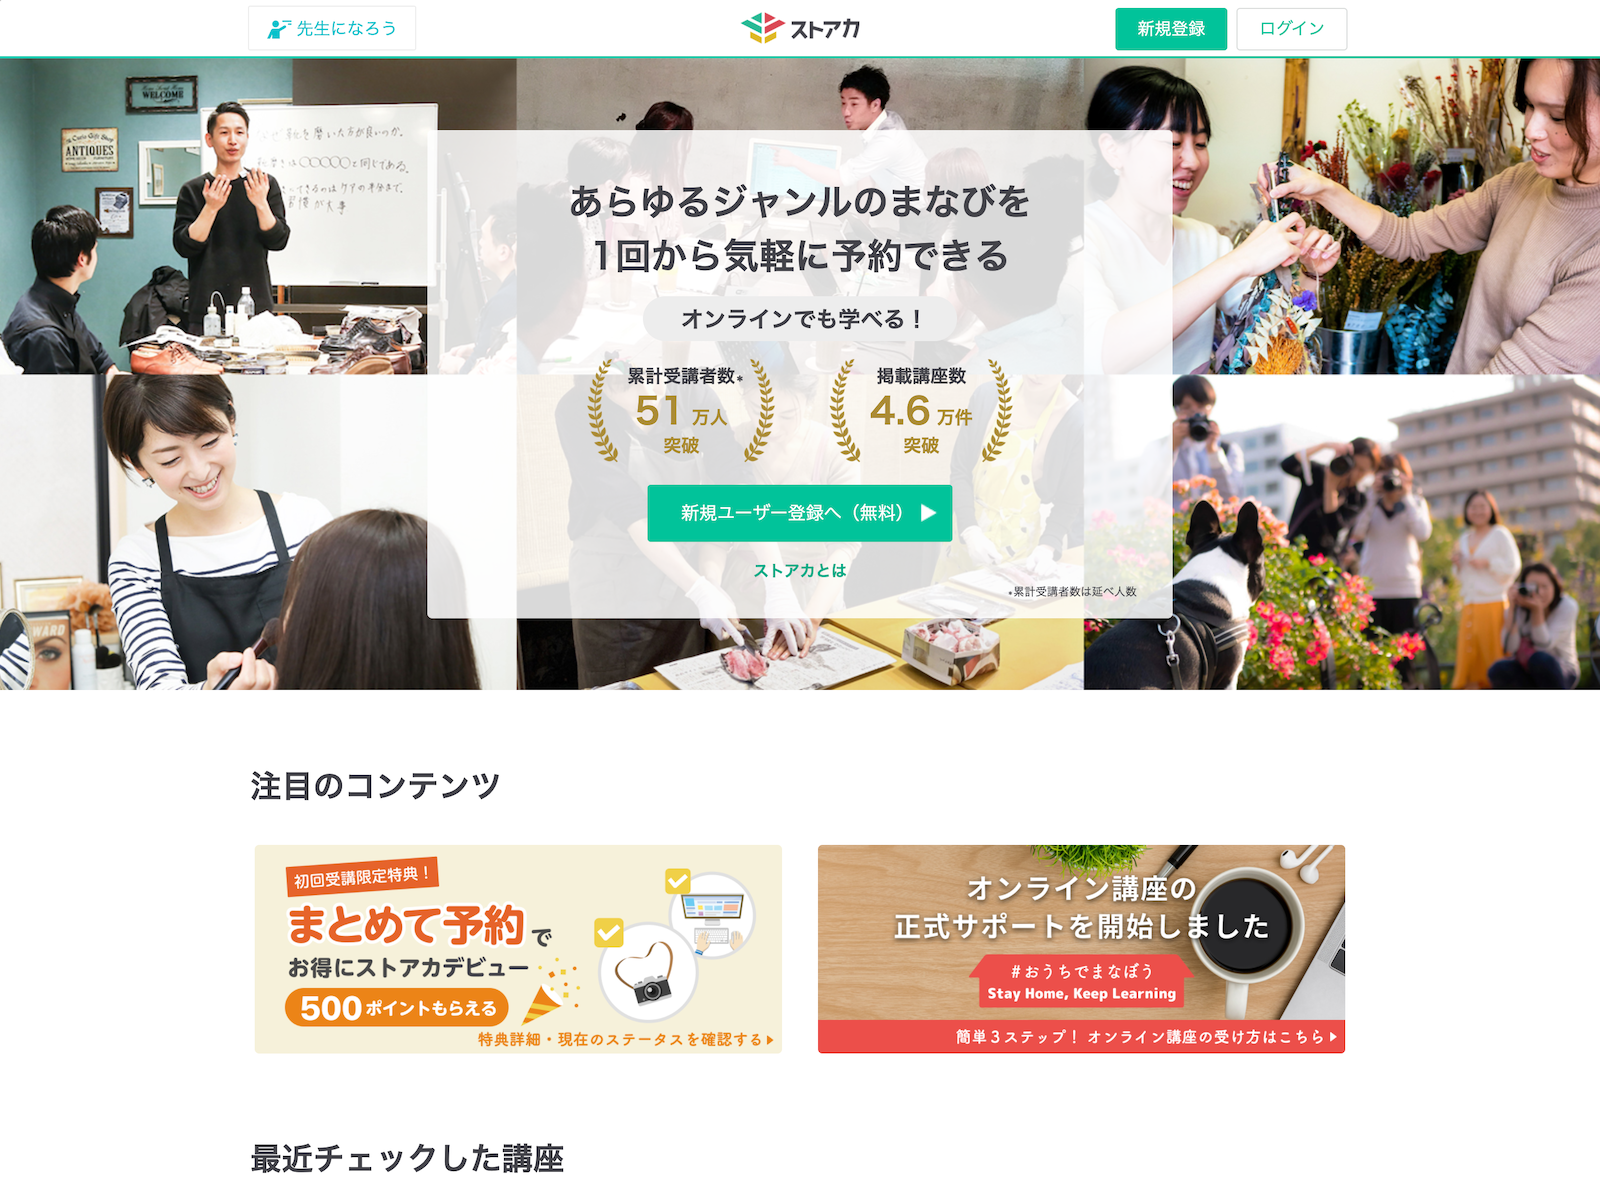 先生になろう
ストアカ
新規登録
ログイン
WELCOME
ANTIQUES
あらゆるジャンルのまなびを
1回から気軽に予約できる
オンラインでも学べる！
累計受講者数*
51 万人
突破
掲載講座数
4.6 万件
突破
新規ユーザー登録へ（無料）
ストアカとは
*累計受講者数は延べ人数
WARD
注目のコンテンツ
初回受講限定特典！
まとめて予約で
お得にストアカデビュー
500ポイントもらえる
特典詳細・現在のステータスを確認する
オンライン講座の
正式サポートを開始しました
#おうちでまなぼう
Stay Home, Keep Learning
簡単３ステップ！ オンライン講座の受け方はこちら
最近チェックした講座